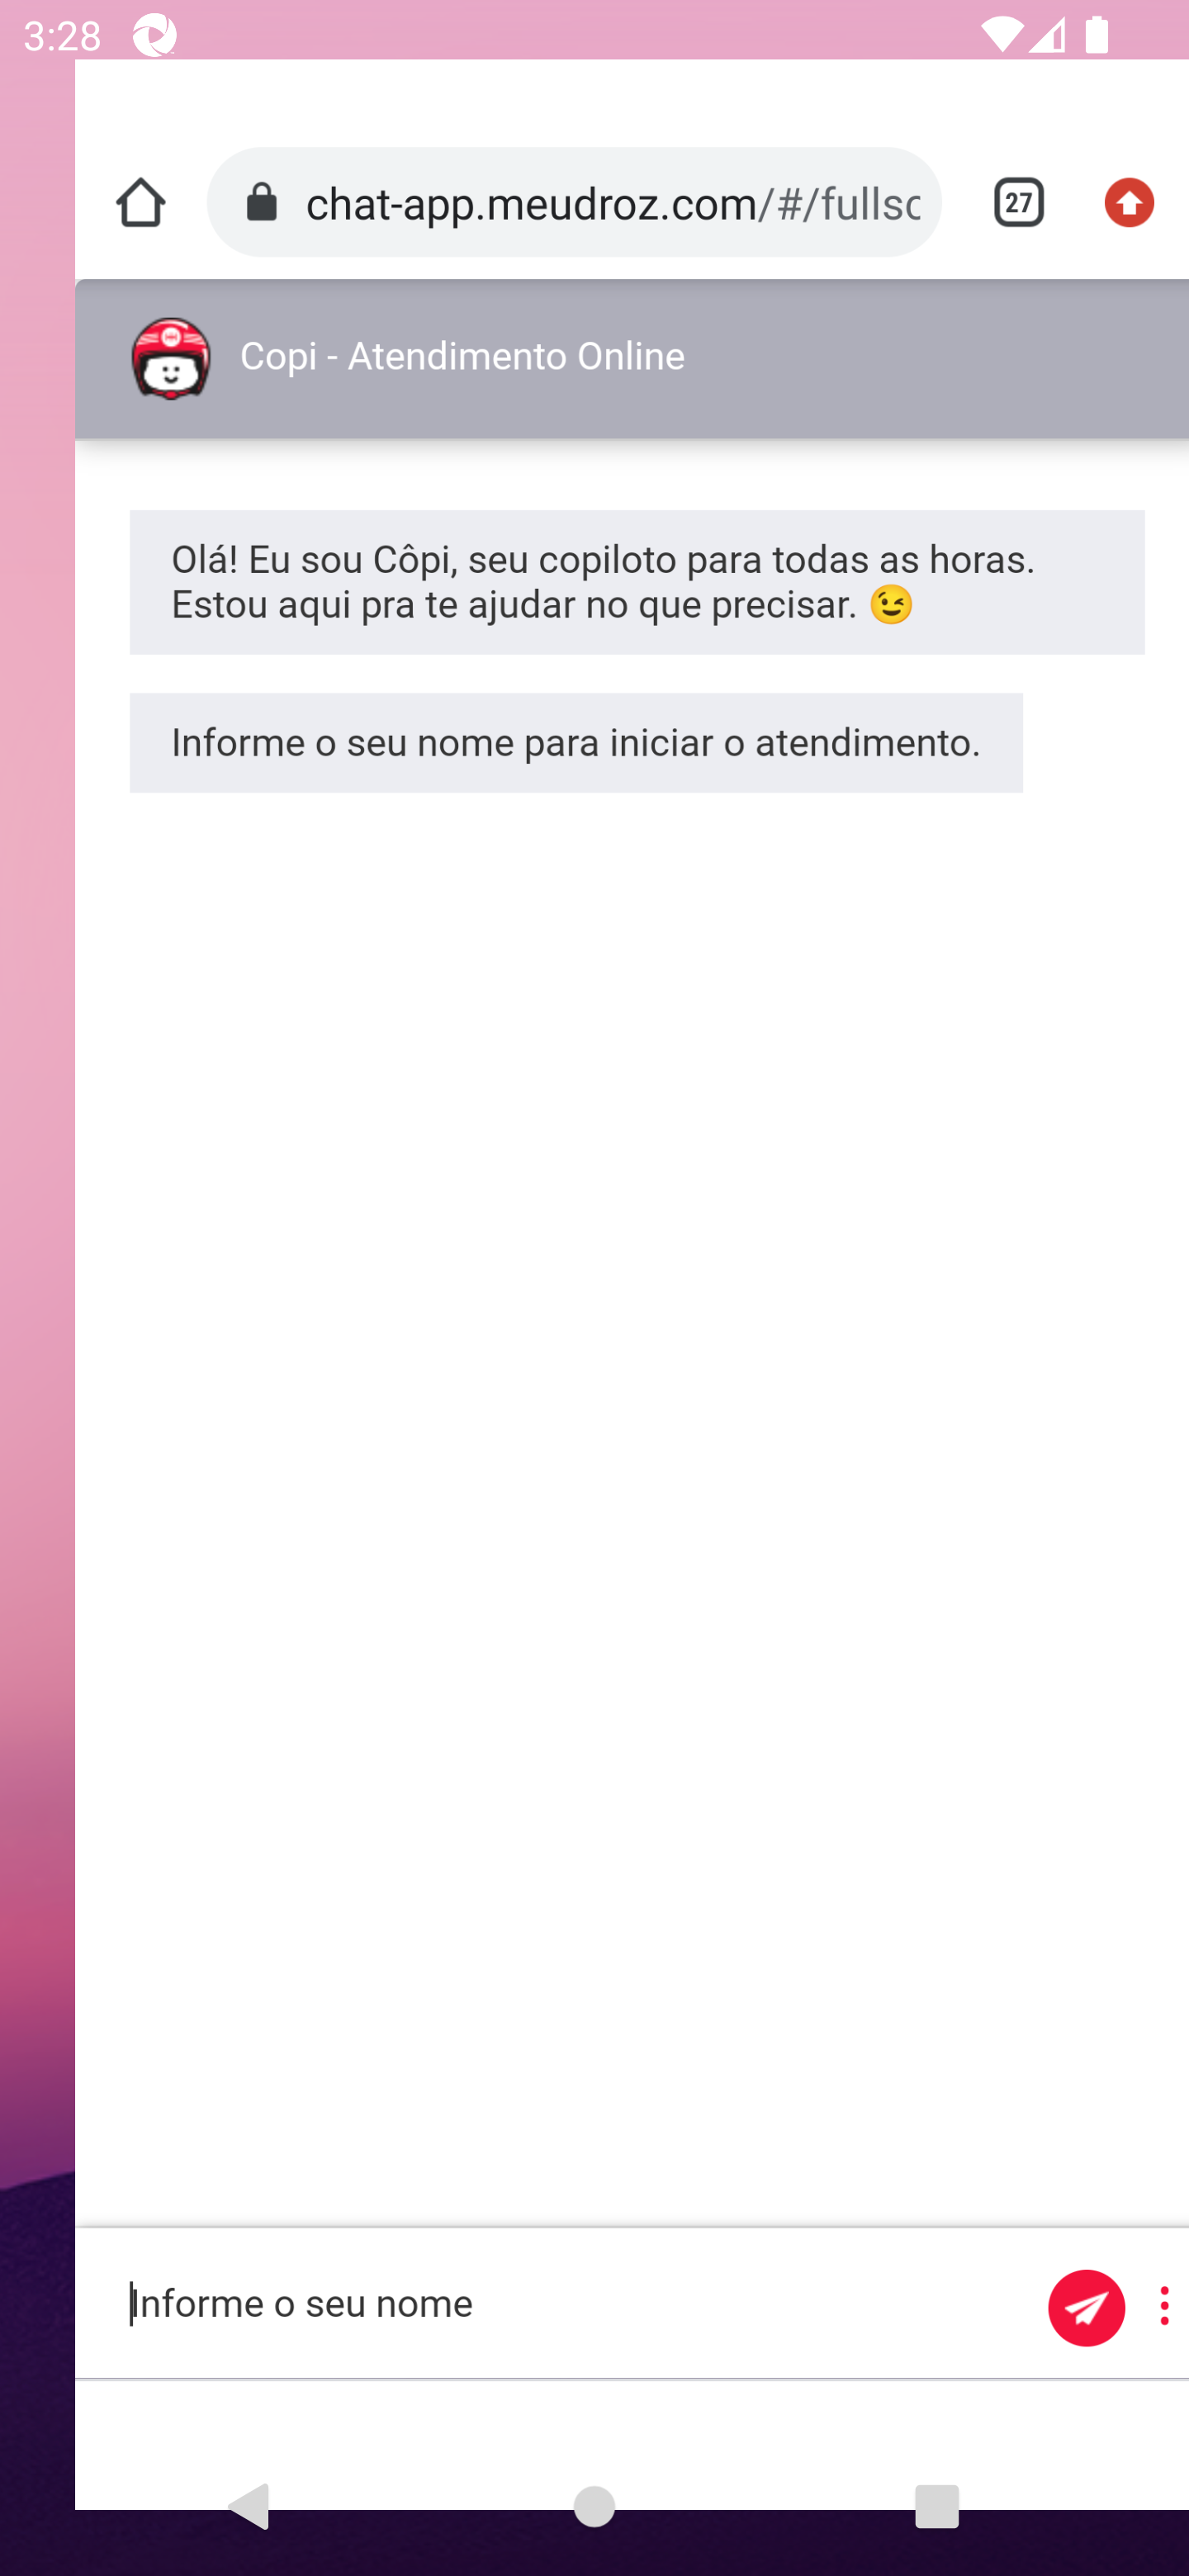 3:28
chat-app.meudroz.com/#/fullsc
27
Copi - Atendimento Online
Olá! Eu sou Côpi, seu copiloto para todas as horas.
Estou aqui pra te ajudar no que precisar. 😉
Informe o seu nome para iniciar o atendimento.
Informe o seu nome